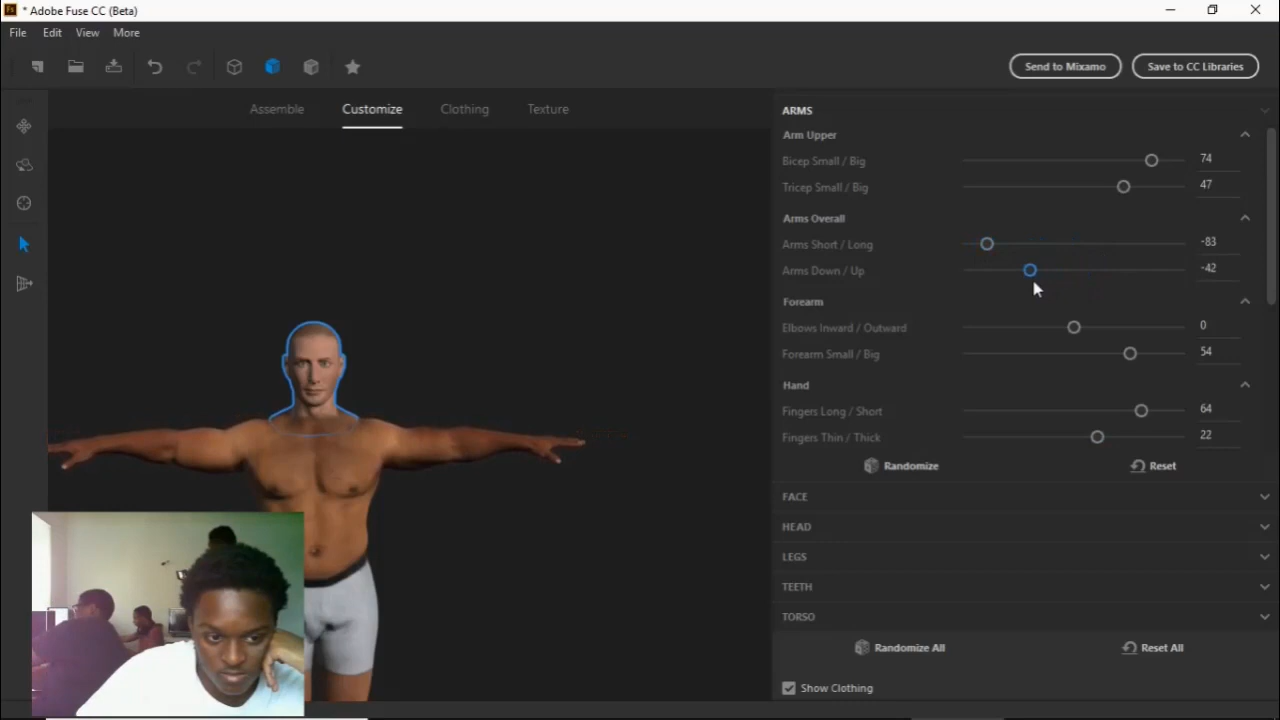 Fu * Adobe Fuse CC (Beta)
File Edit View More
Send to Mixamo Save to CC Libraries
Assemble Customize Clothing Texture
ARMS
Arm Upper
Bicep Small / Big 74
Tricep Small / Big 47
Arms Overall
Arms Short / Long -83
Arms Down / Up -42
Forearm
Elbows Inward / Outward 0
Forearm Small / Big 54
Hand
Fingers Long / Short 64
Fingers Thin / Thick 22
Randomize Reset
FACE
HEAD
LEGS
TEETH
TORSO
Randomize All Reset All
Show Clothing